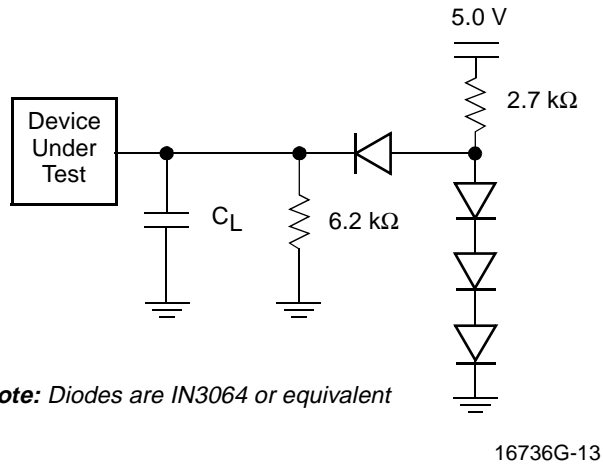 5.0 V
2.7 kΩ
Device
Under
Test
CL
6.2 kΩ
ote: Diodes are IN3064 or equivalent
16736G-13